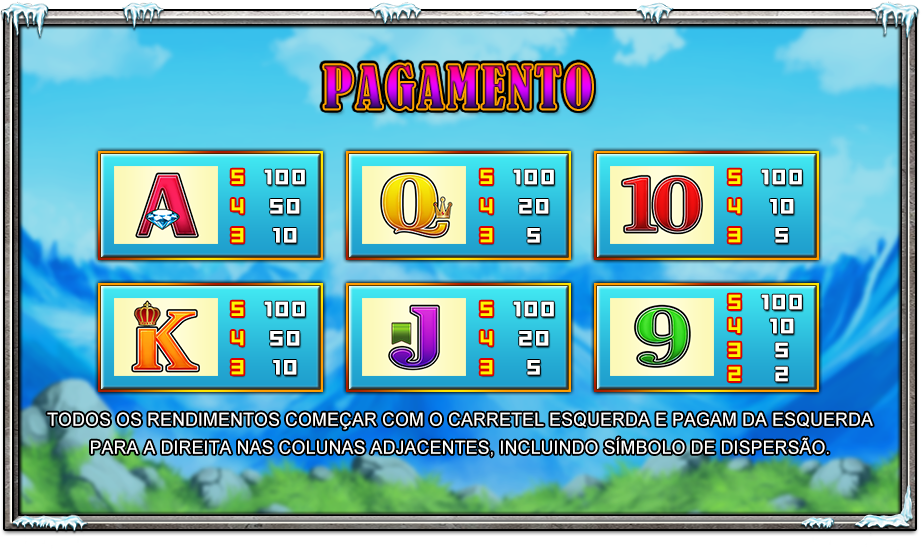 PAGAMENTO
A 5 100
4 50
3 10
Q 5 100
4 20
3 5
10 5 100
4 10
3 5
K 5 100
4 50
3 10
J 5 100
4 20
3 5
9 5 100
4 10
3 5
2 2
TODOS OS RENDIMENTOS COMEÇAR COM O CARRETEL ESQUERDA E PAGAM DA ESQUERDA
PARA A DIREITA NAS COLUNAS ADJACENTES, INCLUINDO SÍMBOLO DE DISPERSÃO.